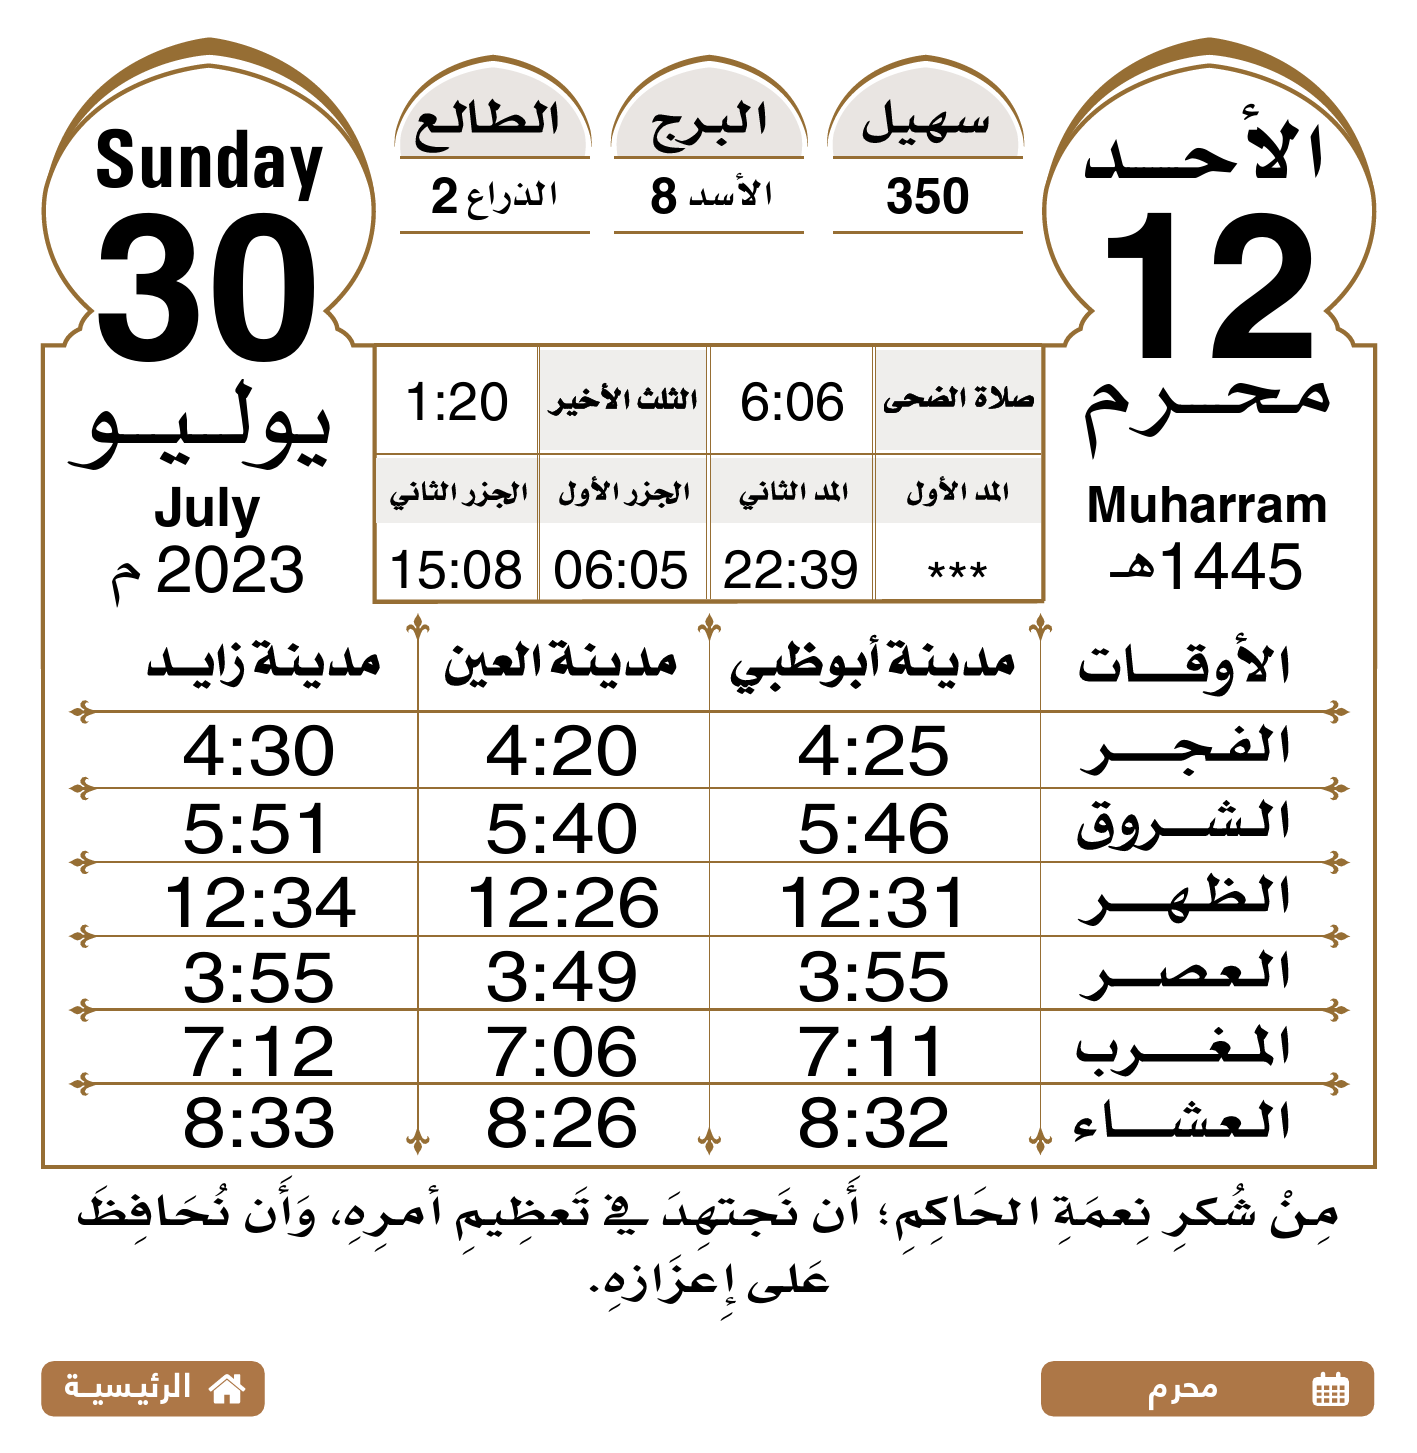 الأحد
12
محرم
Muharram
1445هـ
سهيل
350
البرج
الأسد 8
الطالع
الذراع 2
Sunday
30
يوليو
July
2023 م
صلاة الضحى 6:06 الثلث الأخير 1:20
المد الأول المد الثاني الجزر الأول الجزر الثاني
*** 22:39 06:05 15:08
الأوقات مدينة أبوظبي مدينة العين مدينة زايد
الفجر 4:25 4:20 4:30
الشروق 5:46 5:40 5:51
الظهر 12:31 12:26 12:34
العصر 3:55 3:49 3:55
المغرب 7:11 7:06 7:12
العشاء 8:32 8:26 8:33
مِنْ شُكرِ نِعمَةِ الحَاكِمِ؛ أَن نَجتهِدَ في تَعظِيمِ أمرِهِ، وَأَن نُحَافِظَ
عَلى إِعزَازهِ.
محرم
الرئيسية